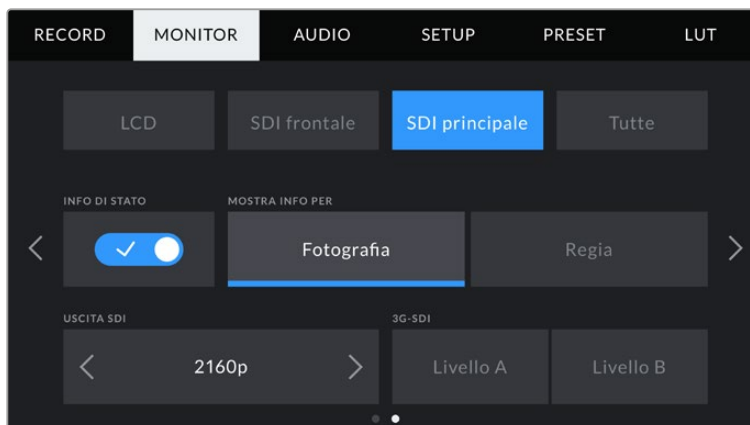 RECORD MONITOR AUDIO SETUP PRESET LUT
LCD SDI frontale SDI principale Tutte
INFO DI STATO MOSTRA INFO PER
Fotografia Regia
USCITA SDI 3G-SDI
2160p Livello A Livello B